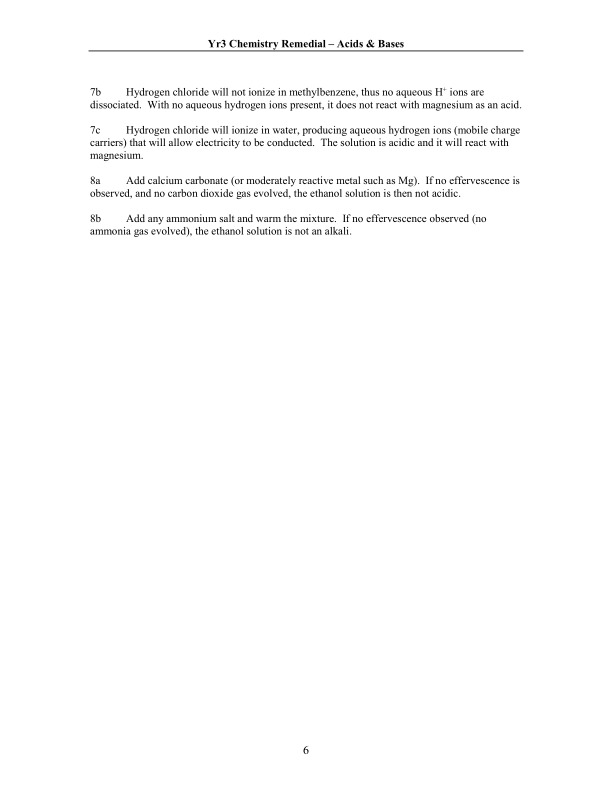 Yr3 Chemistry Remedial – Acids & Bases
7b Hydrogen chloride will not ionize in methylbenzene, thus no aqueous H⁺ ions are
dissociated. With no aqueous hydrogen ions present, it does not react with magnesium as an acid.
7c Hydrogen chloride will ionize in water, producing aqueous hydrogen ions (mobile charge
carriers) that will allow electricity to be conducted. The solution is acidic and it will react with
magnesium.
8a Add calcium carbonate (or moderately reactive metal such as Mg). If no effervescence is
observed, and no carbon dioxide gas evolved, the ethanol solution is then not acidic.
8b Add any ammonium salt and warm the mixture. If no effervescence observed (no
ammonia gas evolved), the ethanol solution is not an alkali.
6